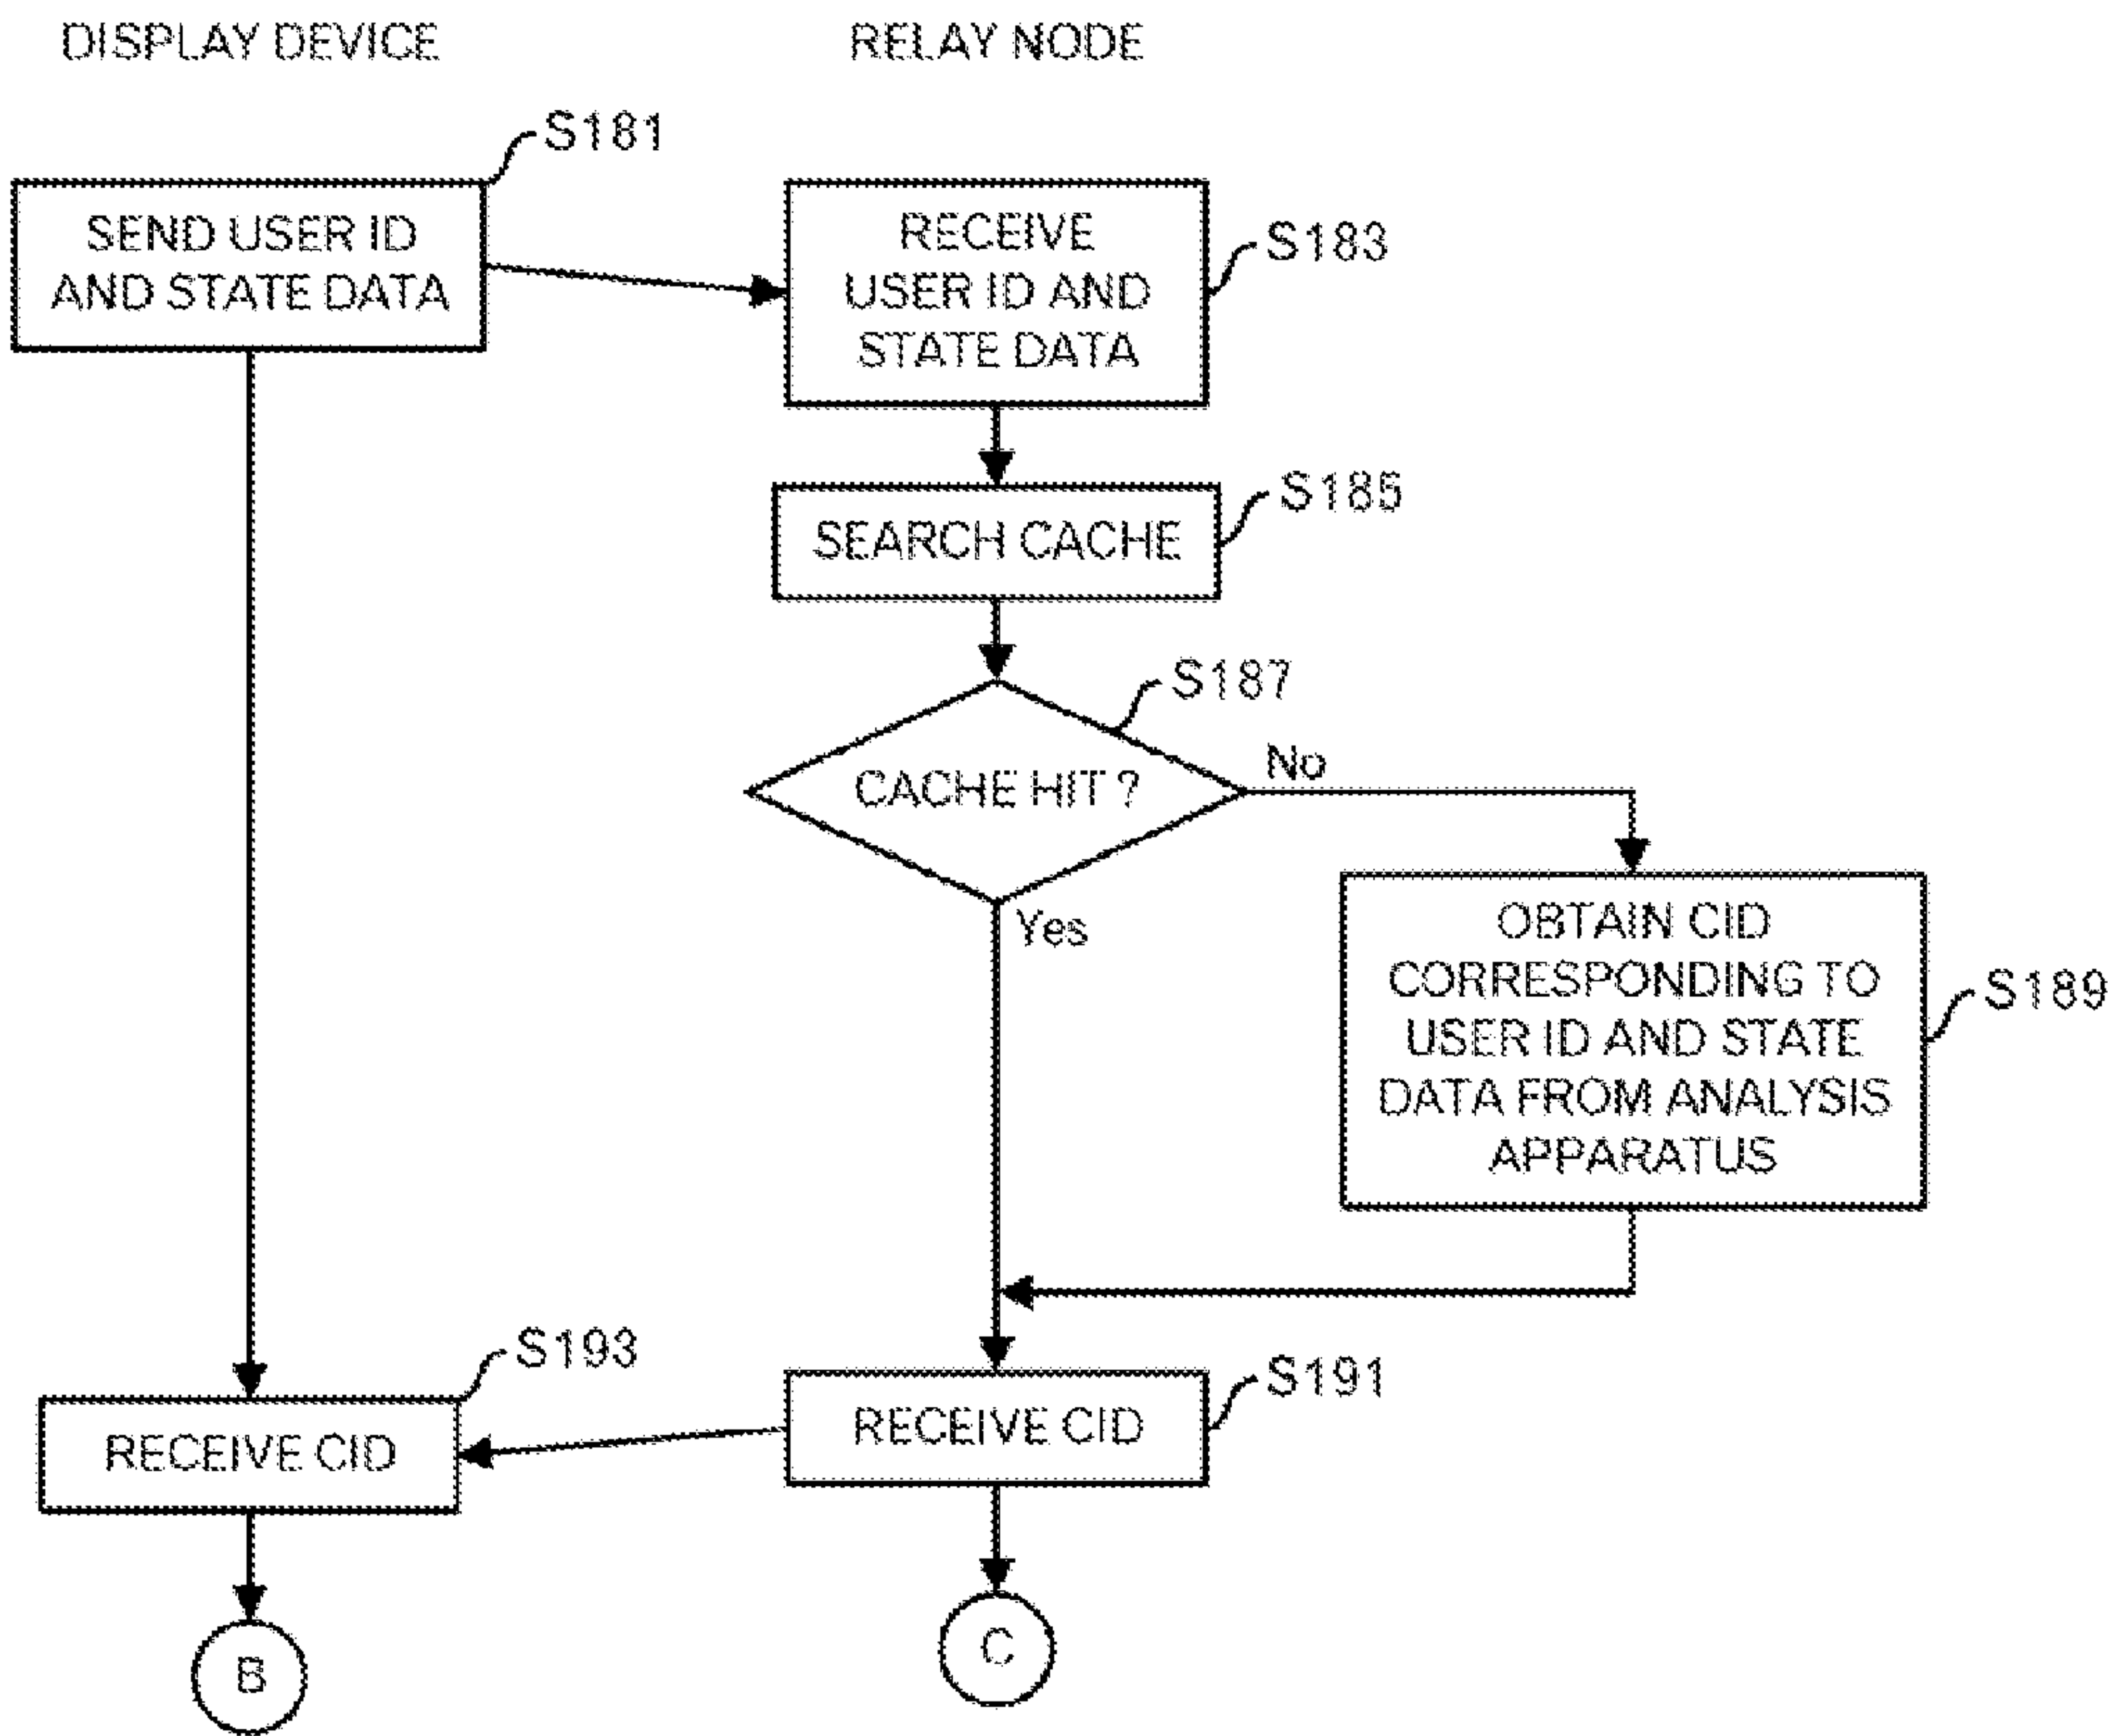 DISPLAY DEVICE
RELAY NODE
S181
SEND USER ID
AND STATE DATA
RECEIVE
USER ID AND
STATE DATA
S183
SEARCH CACHE
S185
S187
CACHE HIT ?
No
Yes
OBTAIN CID
CORRESPONDING TO
USER ID AND STATE
DATA FROM ANALYSIS
APPARATUS
S189
S193
RECEIVE CID
S191
RECEIVE CID
B
C